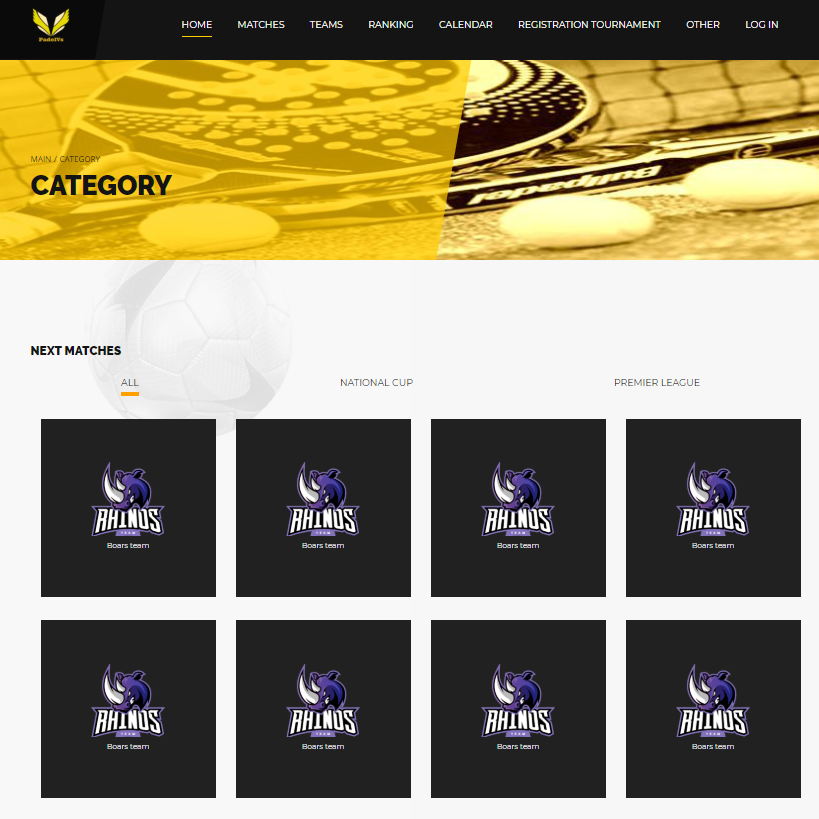 PadelVs
HOME MATCHES TEAMS RANKING CALENDAR REGISTRATION TOURNAMENT OTHER LOG IN
MAIN / CATEGORY
CATEGORY
Bullpadel
NEXT MATCHES
ALL NATIONAL CUP PREMIER LEAGUE
RHINOS RHINOS RHINOS RHINOS
TEAM TEAM TEAM TEAM
Boars team Boars team Boars team Boars team
RHINOS RHINOS RHINOS RHINOS
TEAM TEAM TEAM TEAM
Boars team Boars team Boars team Boars team